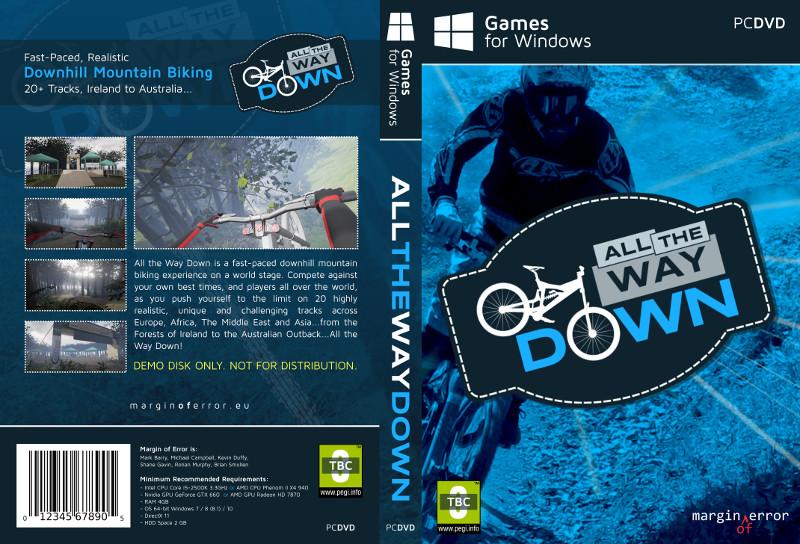 Fast-Paced, Realistic
Downhill Mountain Biking
20+ Tracks, Ireland to Australia...
ALL THE
WAY
DOWN
All the Way Down is a fast-paced downhill mountain
biking experience on a world stage. Compete against
your own best times, and players all over the world,
as you push yourself to the limit on 20 highly
realistic, unique and challenging tracks across
Europe, Africa, The Middle East and Asia...from the
Forests of Ireland to the Australian Outback...All the
Way Down!
DEMO DISK ONLY. NOT FOR DISTRIBUTION.
marginoferror.eu
0 12345 67890 5
Margin of Error is:
Mark Barry, Michael Campbell, Kevin Duffy,
Shane Gavin, Ronan Murphy, Brian Smullen
Minimum Recommended Requirements:
- Intel CPU Core i5-2500K 3.3GHz or AMD CPU Phenom II X4 940
- Nvidia GPU GeForce GTX 660 or AMD GPU Radeon HD 7870
- RAM 4GB
- OS 64-bit Windows 7 / 8 (8.1) / 10
- DirectX 11
- HDD Space 2 GB
TBC
www.pegi.info
PCDVD
Games
for Windows
ALLTHEWAYDOWN
PCDVD
Games
for Windows
PCDVD
ALL THE
WAY
DOWN
TBC
www.pegi.info
margin error
of